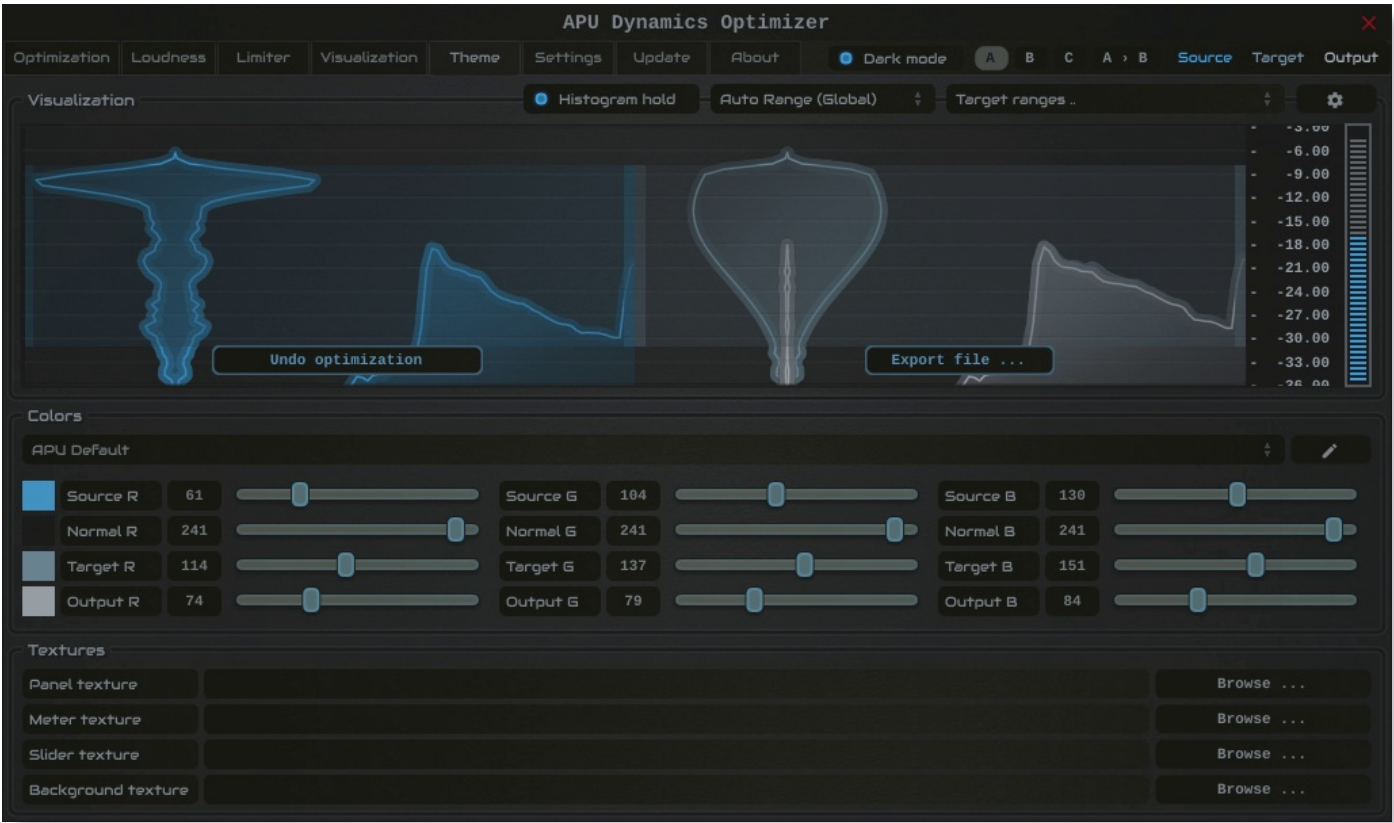 APU Dynamics Optimizer
Optimization Loudness Limiter Visualization Theme Settings Update About Dark mode A B C A › B Source Target Output
Visualization Histogram hold Auto Range (Global) Target ranges ..
-3.00
-6.00
-9.00
-12.00
-15.00
-18.00
-21.00
-24.00
-27.00
-30.00
Undo optimization Export file ... -33.00
Colors
APU Default
Source R 61 Source G 104 Source B 130
Normal R 241 Normal G 241 Normal B 241
Target R 114 Target G 137 Target B 151
Output R 74 Output G 79 Output B 84
Textures
Panel texture Browse ...
Meter texture Browse ...
Slider texture Browse ...
Background texture Browse ...